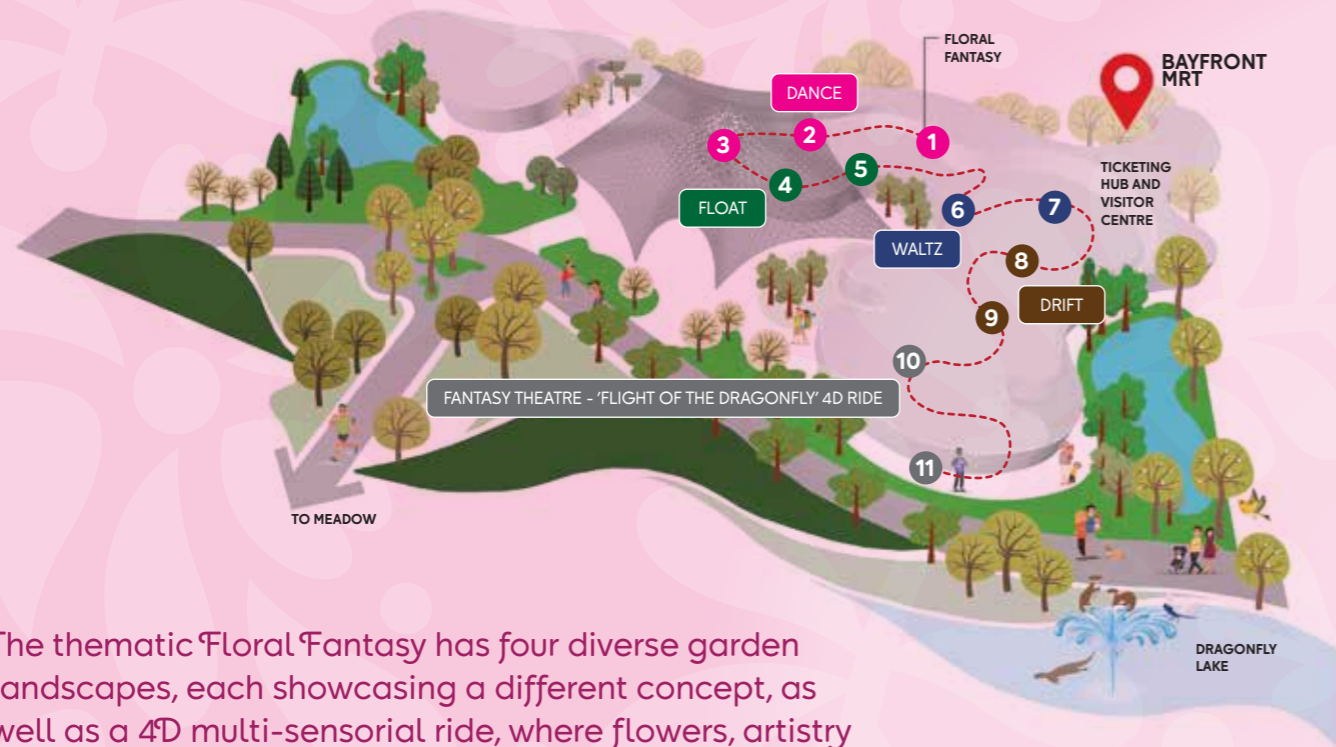 FLORAL
FANTASY
BAYFRONT
MRT
DANCE
3
2
1
TICKETING
HUB AND
VISITOR
CENTRE
5
4
FLOAT
6
7
WALTZ
8
DRIFT
9
10
FANTASY THEATRE - 'FLIGHT OF THE DRAGONFLY' 4D RIDE
11
TO MEADOW
DRAGONFLY
LAKE
The thematic Floral Fantasy has four diverse garden
landscapes, each showcasing a different concept, as
well as a 4D multi-sensorial ride, where flowers, artistry